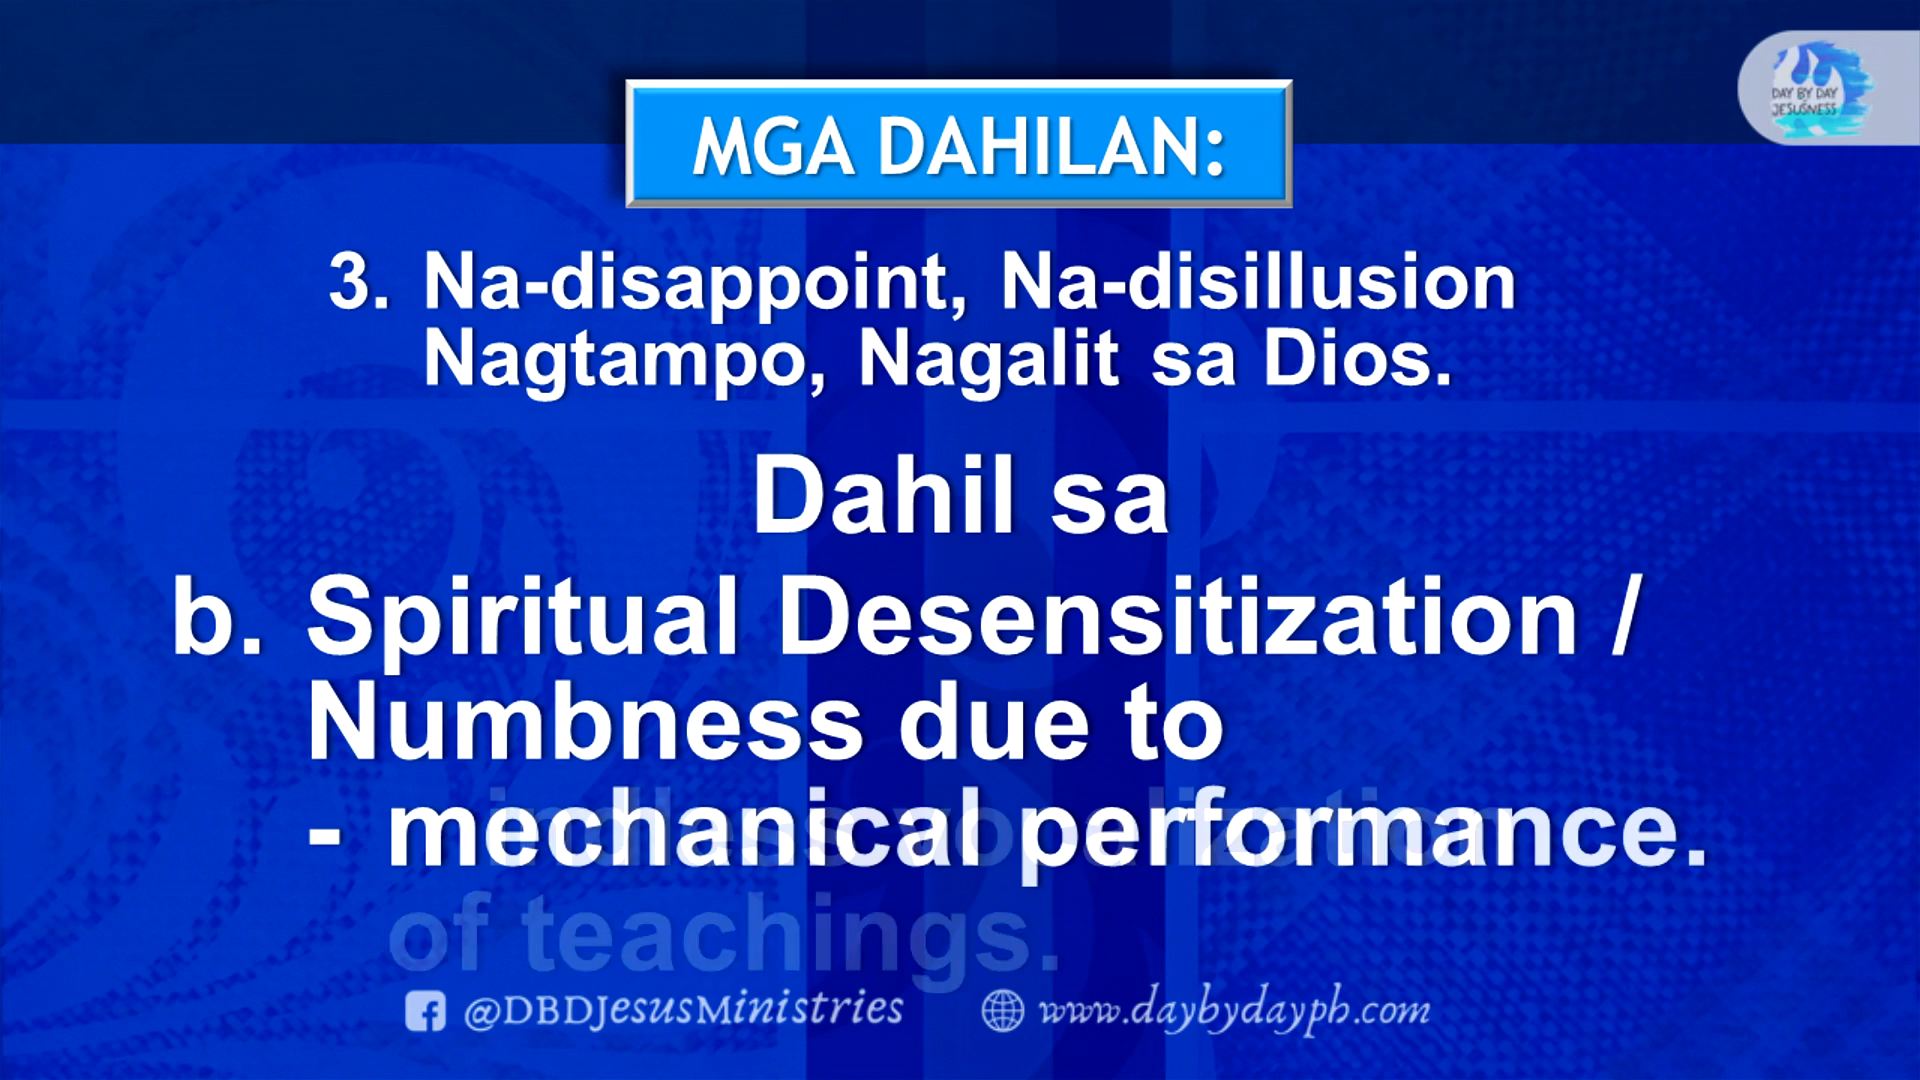 DAY BY DAY
JESUSNESS
MGA DAHILAN:
3. Na-disappoint, Na-disillusion
Nagtampo, Nagalit sa Dios.
Dahil sa
b. Spiritual Desensitization /
Numbness due to
- mechanical performance.
of teachings.
@DBDJesusMinistries
www.daybydayph.com